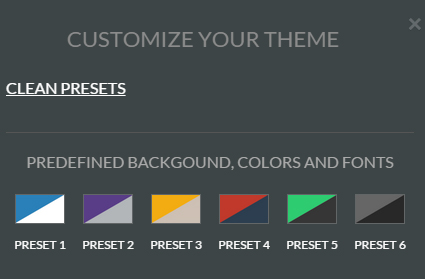 CUSTOMIZE YOUR THEME
CLEAN PRESETS
PREDEFINED BACKGOUND, COLORS AND FONTS
PRESET 1 PRESET 2 PRESET 3 PRESET 4 PRESET 5 PRESET 6